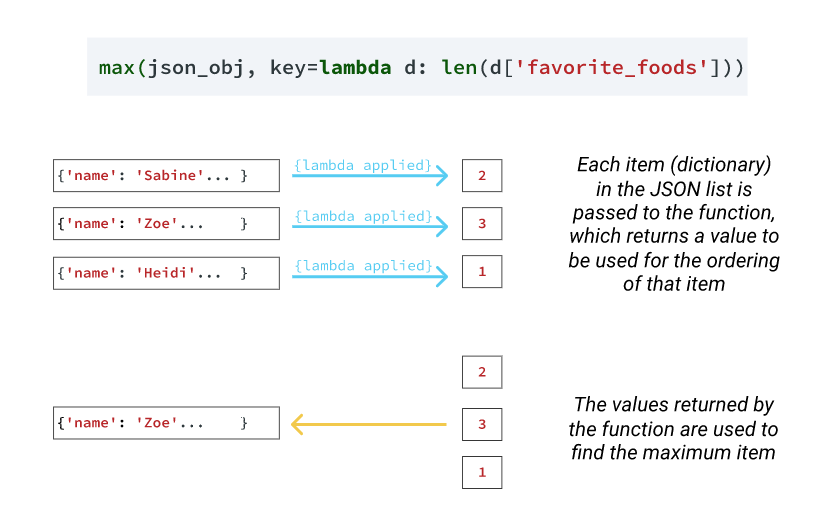 max(json_obj, key=lambda d: len(d['favorite_foods']))
{'name': 'Sabine'... }
{lambda applied}
2
{'name': 'Zoe'... }
{lambda applied}
3
{'name': 'Heidi'... }
{lambda applied}
1
Each item (dictionary)
in the JSON list is
passed to the function,
which returns a value to
be used for the ordering
of that item
2
{'name': 'Zoe'... }
3
1
The values returned by
the function are used to
find the maximum item